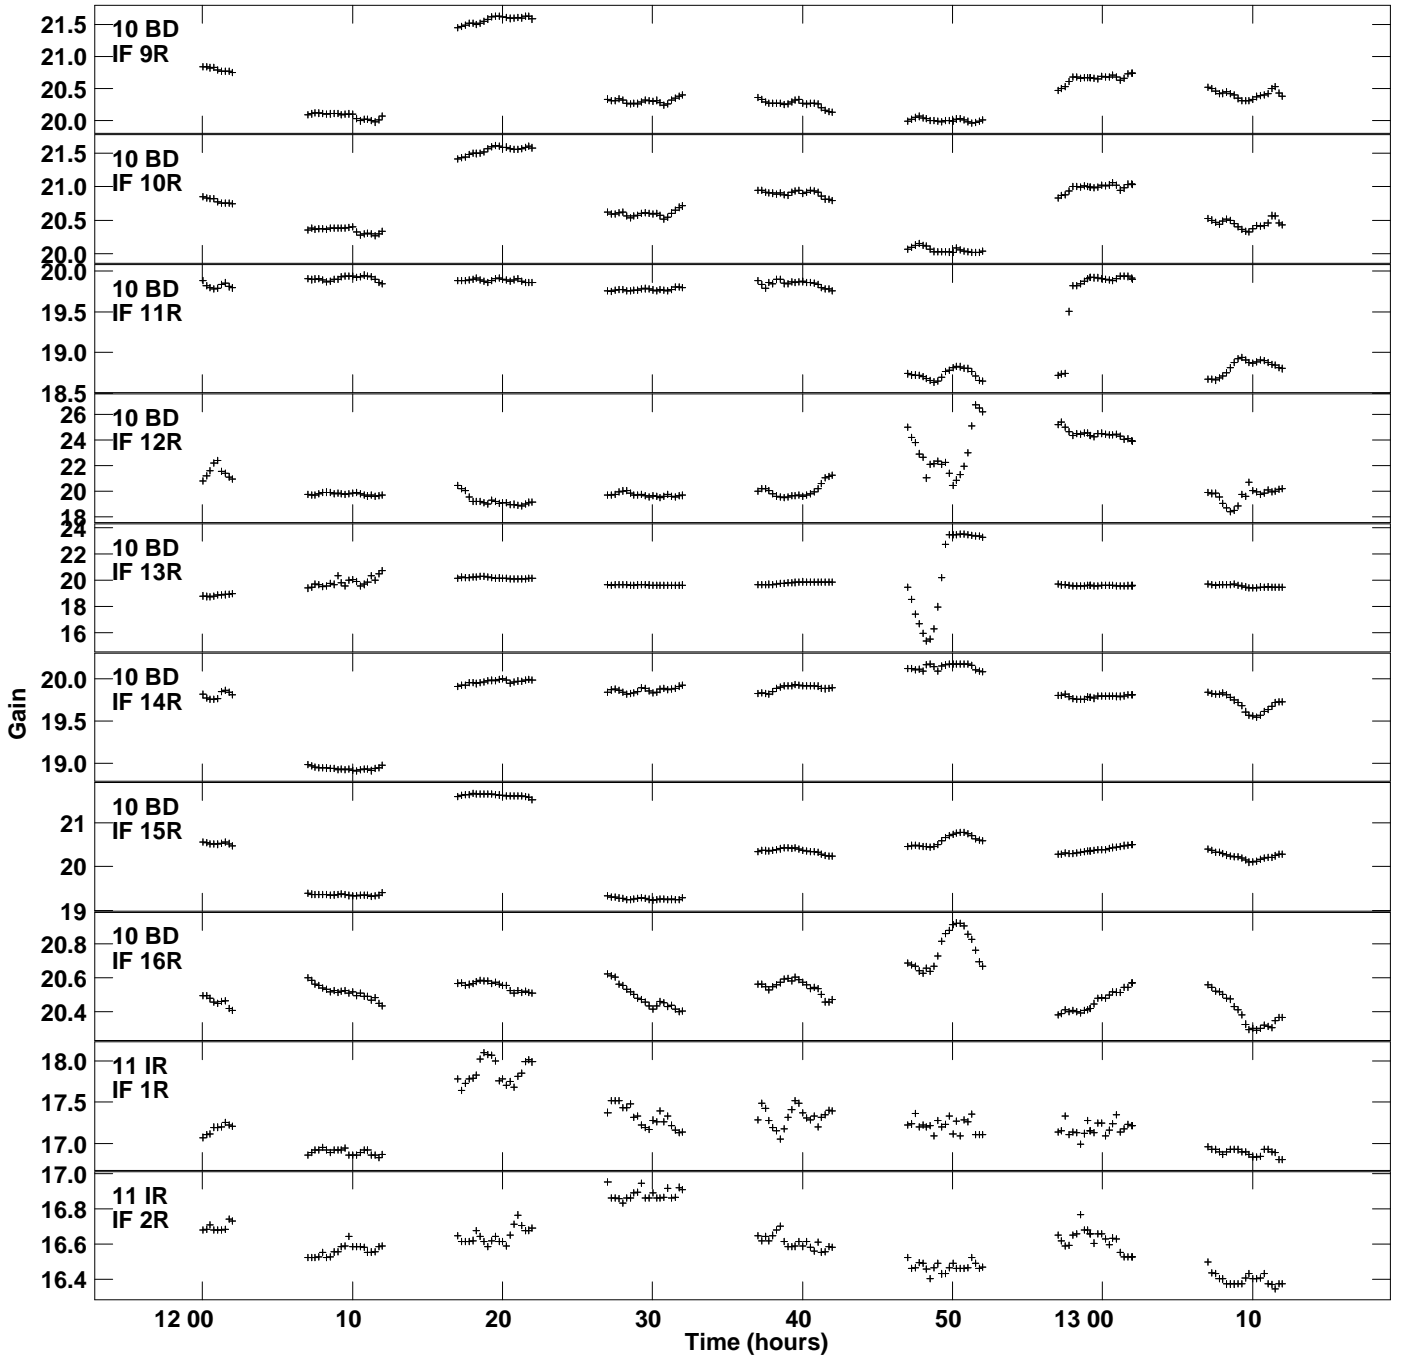 10 BD
IF 9R
21.5
21.0
20.5
20.0
10 BD
IF 10R
21.5
21.0
20.5
20.0
10 BD
IF 11R
20.0
19.5
19.0
18.5
10 BD
IF 12R
26
24
22
20
18
10 BD
IF 13R
24
22
20
18
16
10 BD
IF 14R
20.0
19.5
19.0
10 BD
IF 15R
21
20
19
10 BD
IF 16R
20.8
20.6
20.4
11 IR
IF 1R
18.0
17.5
17.0
11 IR
IF 2R
17.0
16.8
16.6
16.4
Gain
12 00 10 20 30 40 50 13 00 10
Time (hours)